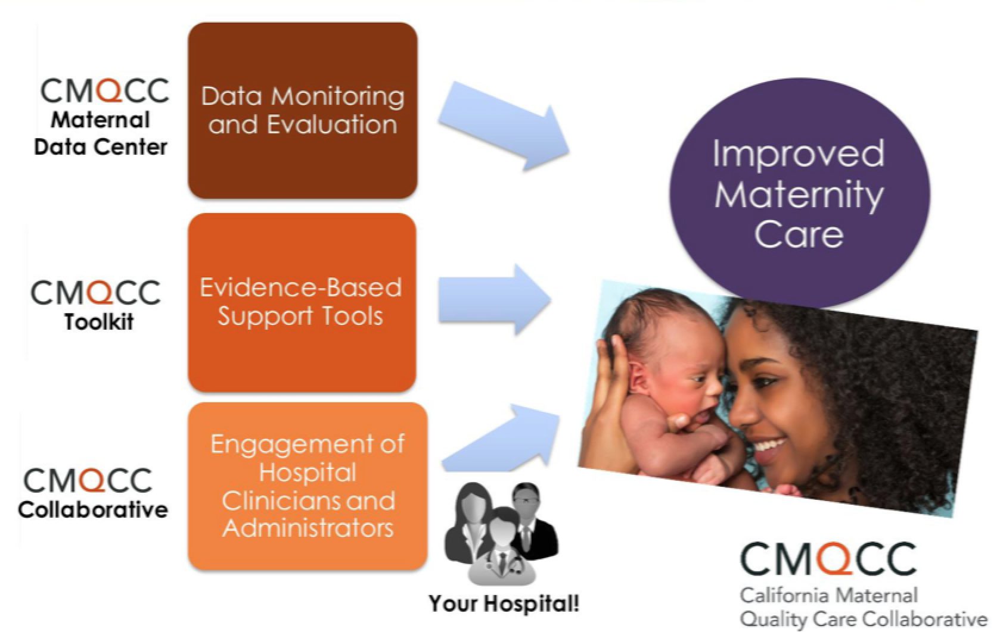 CMQCC
Maternal
Data Center
Data Monitoring
and Evaluation
CMQCC
Toolkit
Evidence-Based
Support Tools
CMQCC
Collaborative
Engagement of
Hospital
Clinicians and
Administrators
Your Hospital!
Improved
Maternity
Care
CMQCC
California Maternal
Quality Care Collaborative